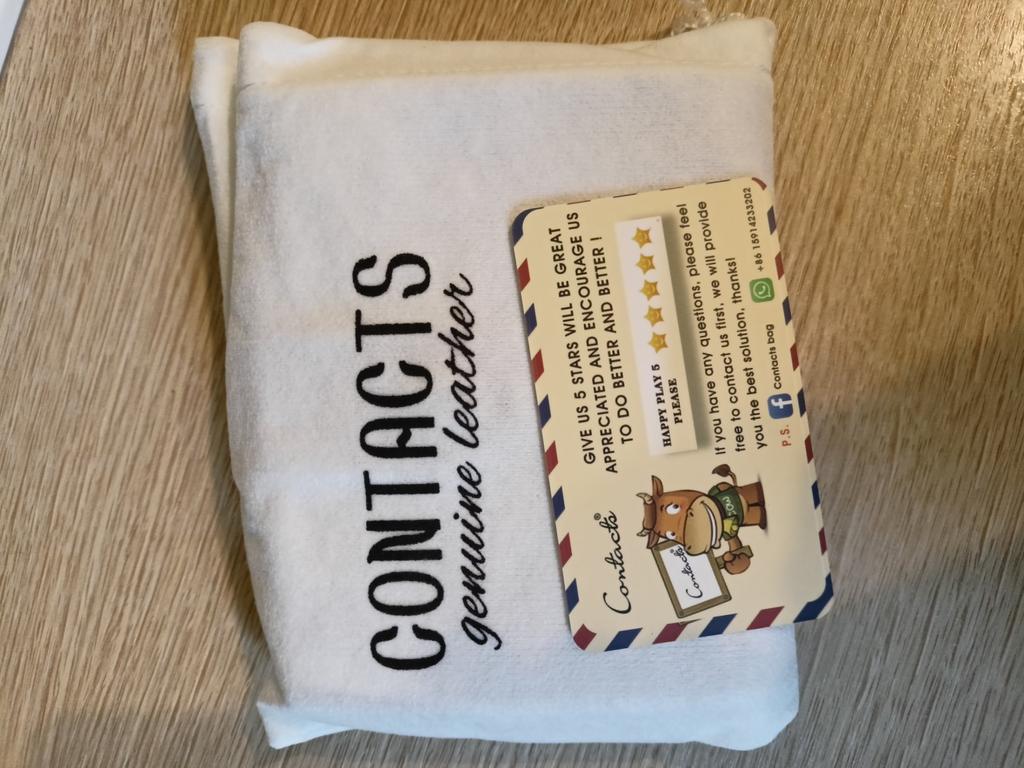 CONTACTS
genuine leather
Contacts®
Contacts®
GIVE US 5 STARS WILL BE GREAT
APPRECIATED AND ENCOURAGE US
TO DO BETTER AND BETTER !
HAPPY PLAY 5
PLEASE
If you have any questions, please feel
free to contact us first, we will provide
you the best solution, thanks!
P.S. f Contacts bag +86 15914233202